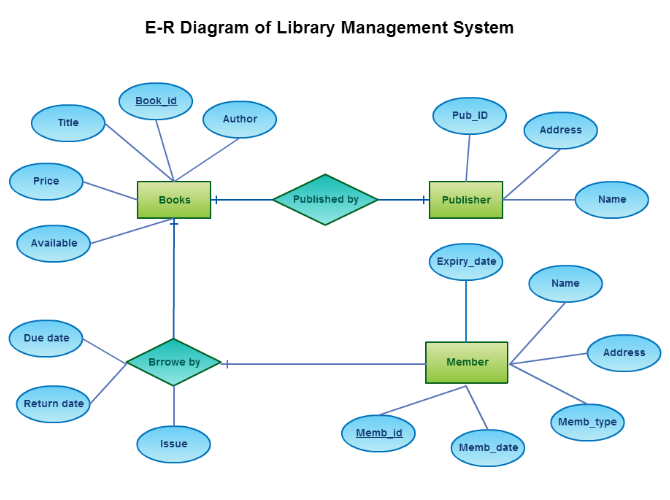 E-R Diagram of Library Management System
Book_id
Title
Author
Pub_ID
Address
Price
Books
Published by
Publisher
Name
Available
Expiry_date
Name
Due date
Brrowe by
Member
Address
Return date
Issue
Memb_id
Memb_date
Memb_type